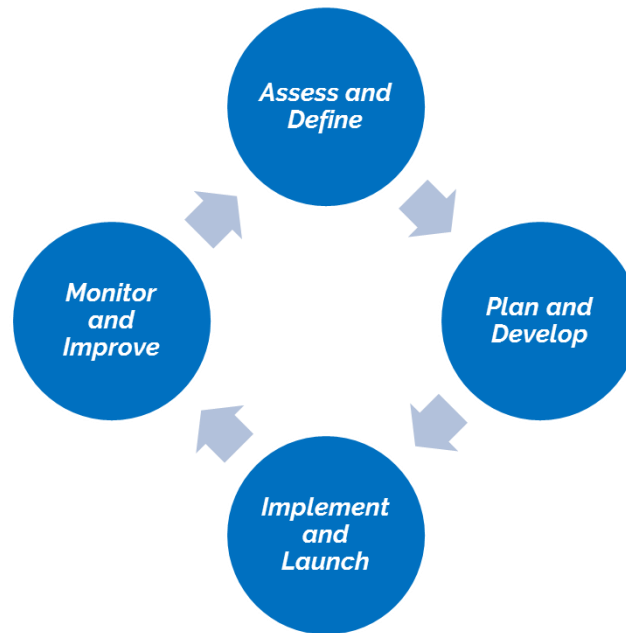 Assess and
Define
Plan and
Develop
Implement
and
Launch
Monitor
and
Improve